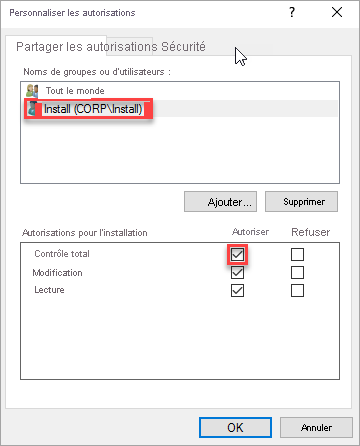 Personnaliser les autorisations
Partager les autorisations Sécurité
Noms de groupes ou d'utilisateurs :
Tout le monde
Install (CORP\Install)
Ajouter...
Supprimer
Autorisations pour l'installation Autoriser Refuser
Contrôle total
Modification
Lecture
OK
Annuler